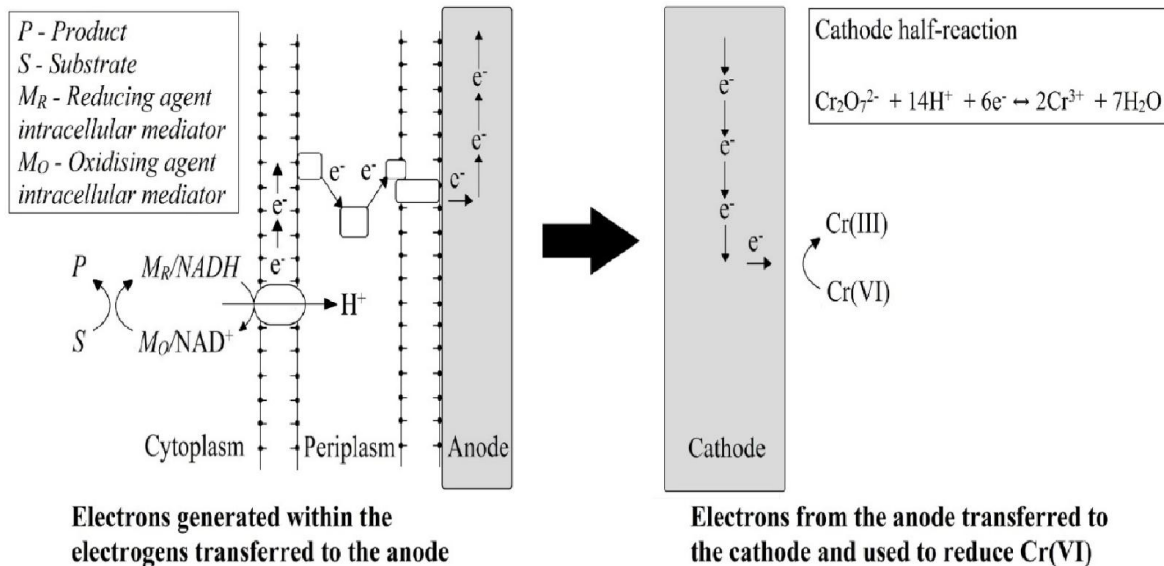 P - Product
S - Substrate
M_R - Reducing agent
intracellular mediator
M_O - Oxidising agent
intracellular mediator
e-
e-
e-
e-
e-
e-
e-
e-
P
M_R/NADH
H+
S
M_O/NAD+
Cytoplasm
Periplasm
Anode
Electrons generated within the
electrogens transferred to the anode
Cathode half-reaction
Cr₂O₇²⁻ + 14H⁺ + 6e⁻ ↔ 2Cr³⁺ + 7H₂O
e-
e-
e-
e-
Cr(III)
Cr(VI)
Cathode
Electrons from the anode transferred to
the cathode and used to reduce Cr(VI)